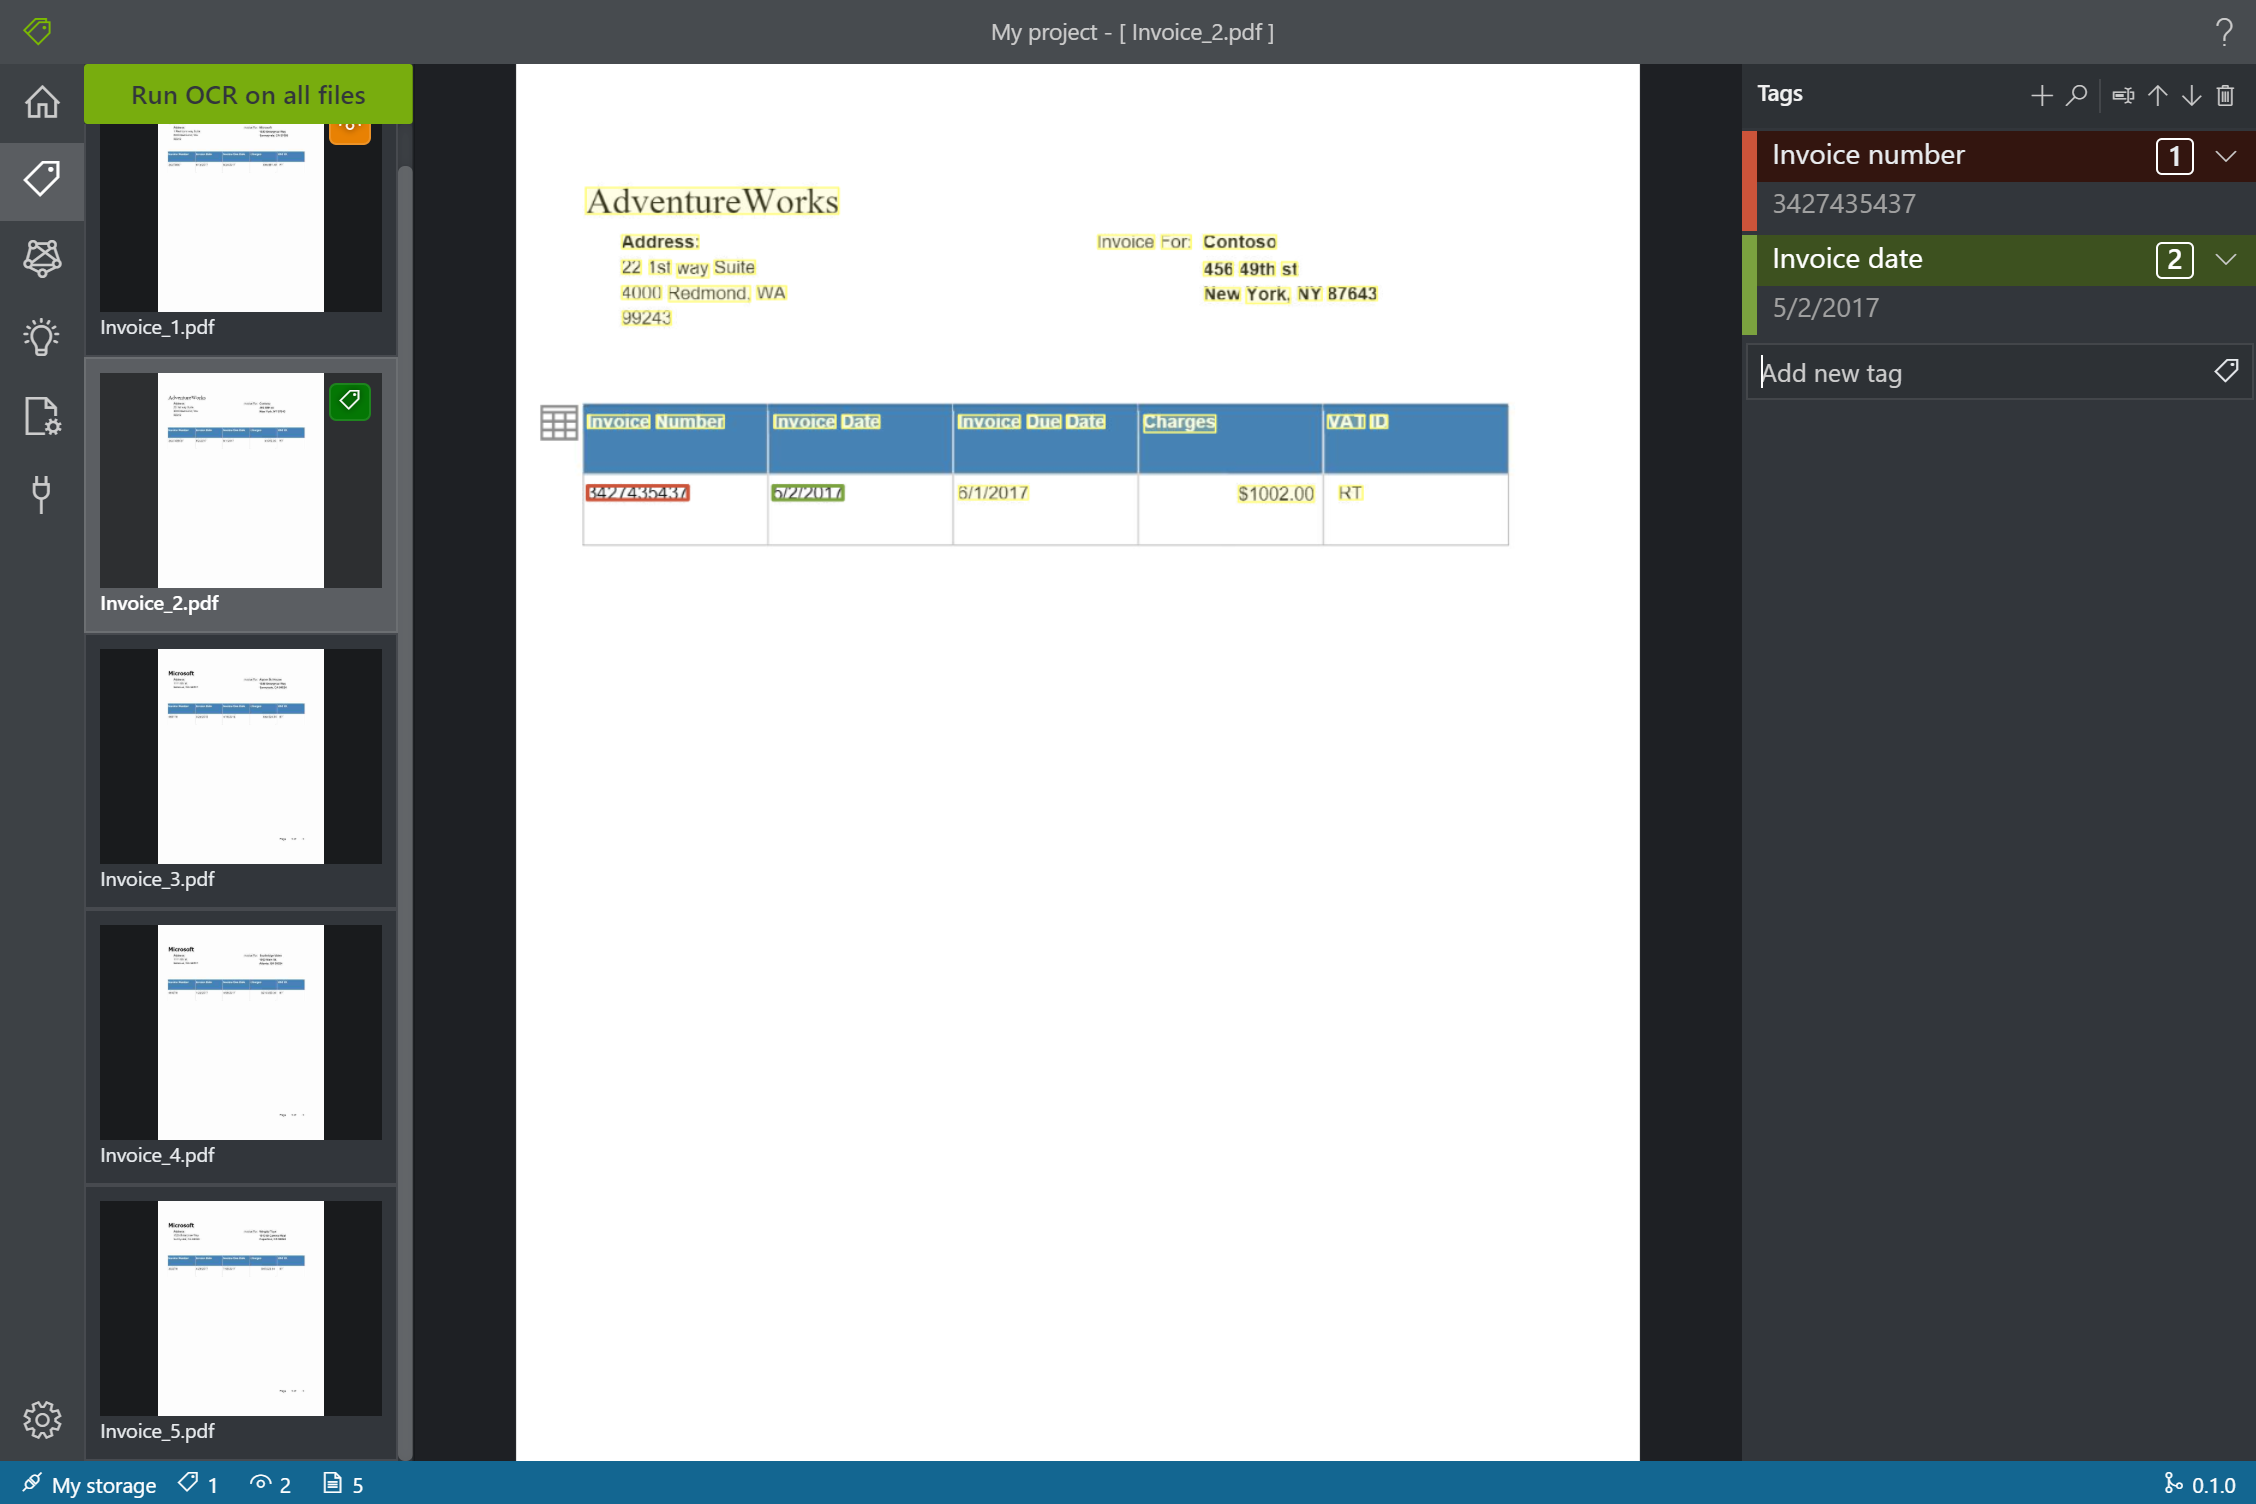 My project - [ Invoice_2.pdf ]
?
Run OCR on all files
Invoice_1.pdf
Invoice_2.pdf
Microsoft
Invoice_3.pdf
Microsoft
Invoice_4.pdf
Microsoft
Invoice_5.pdf
AdventureWorks
Address:
22 1st way Suite
4000 Redmond, WA
99243
Invoice For: Contoso
456 49th st
New York, NY 87643
Invoice Number Invoice Date Invoice Due Date Charges VAT ID
3427435437 5/2/2017 6/1/2017 $1002.00 RT
Tags
Invoice number 1
3427435437
Invoice date 2
5/2/2017
Add new tag
My storage 1 2 5 0.1.0